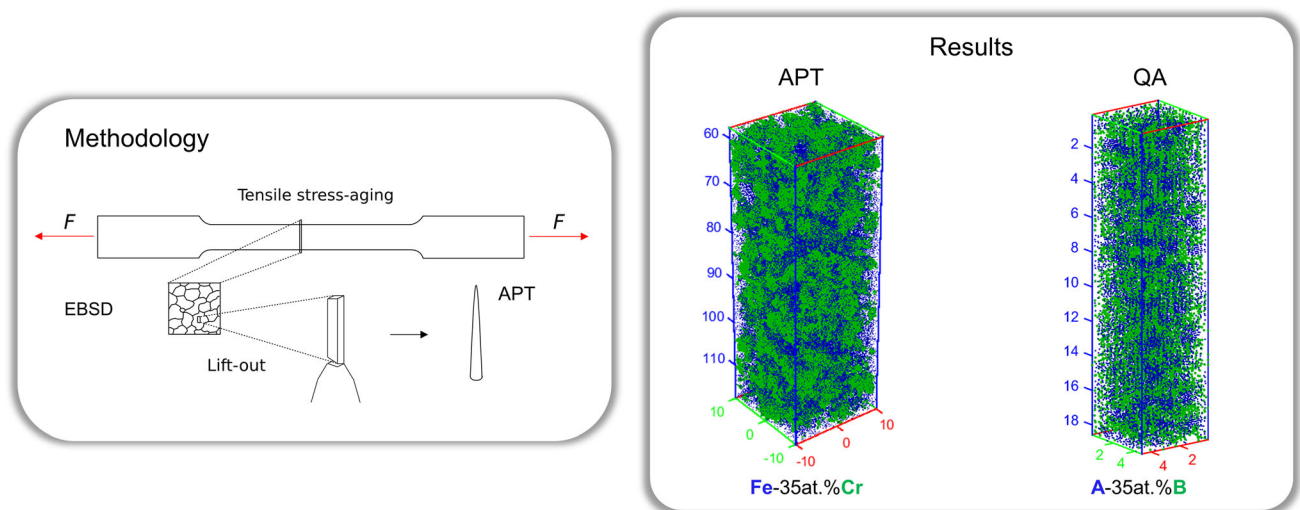 Methodology
Tensile stress-aging
F
F
EBSD
APT
Lift-out
Results
APT
QA
60
70
80
90
100
110
10
0
-10
-10
0
10
2
4
6
8
10
12
14
16
18
2
4
4
2
Fe-35at.%Cr
A-35at.%B